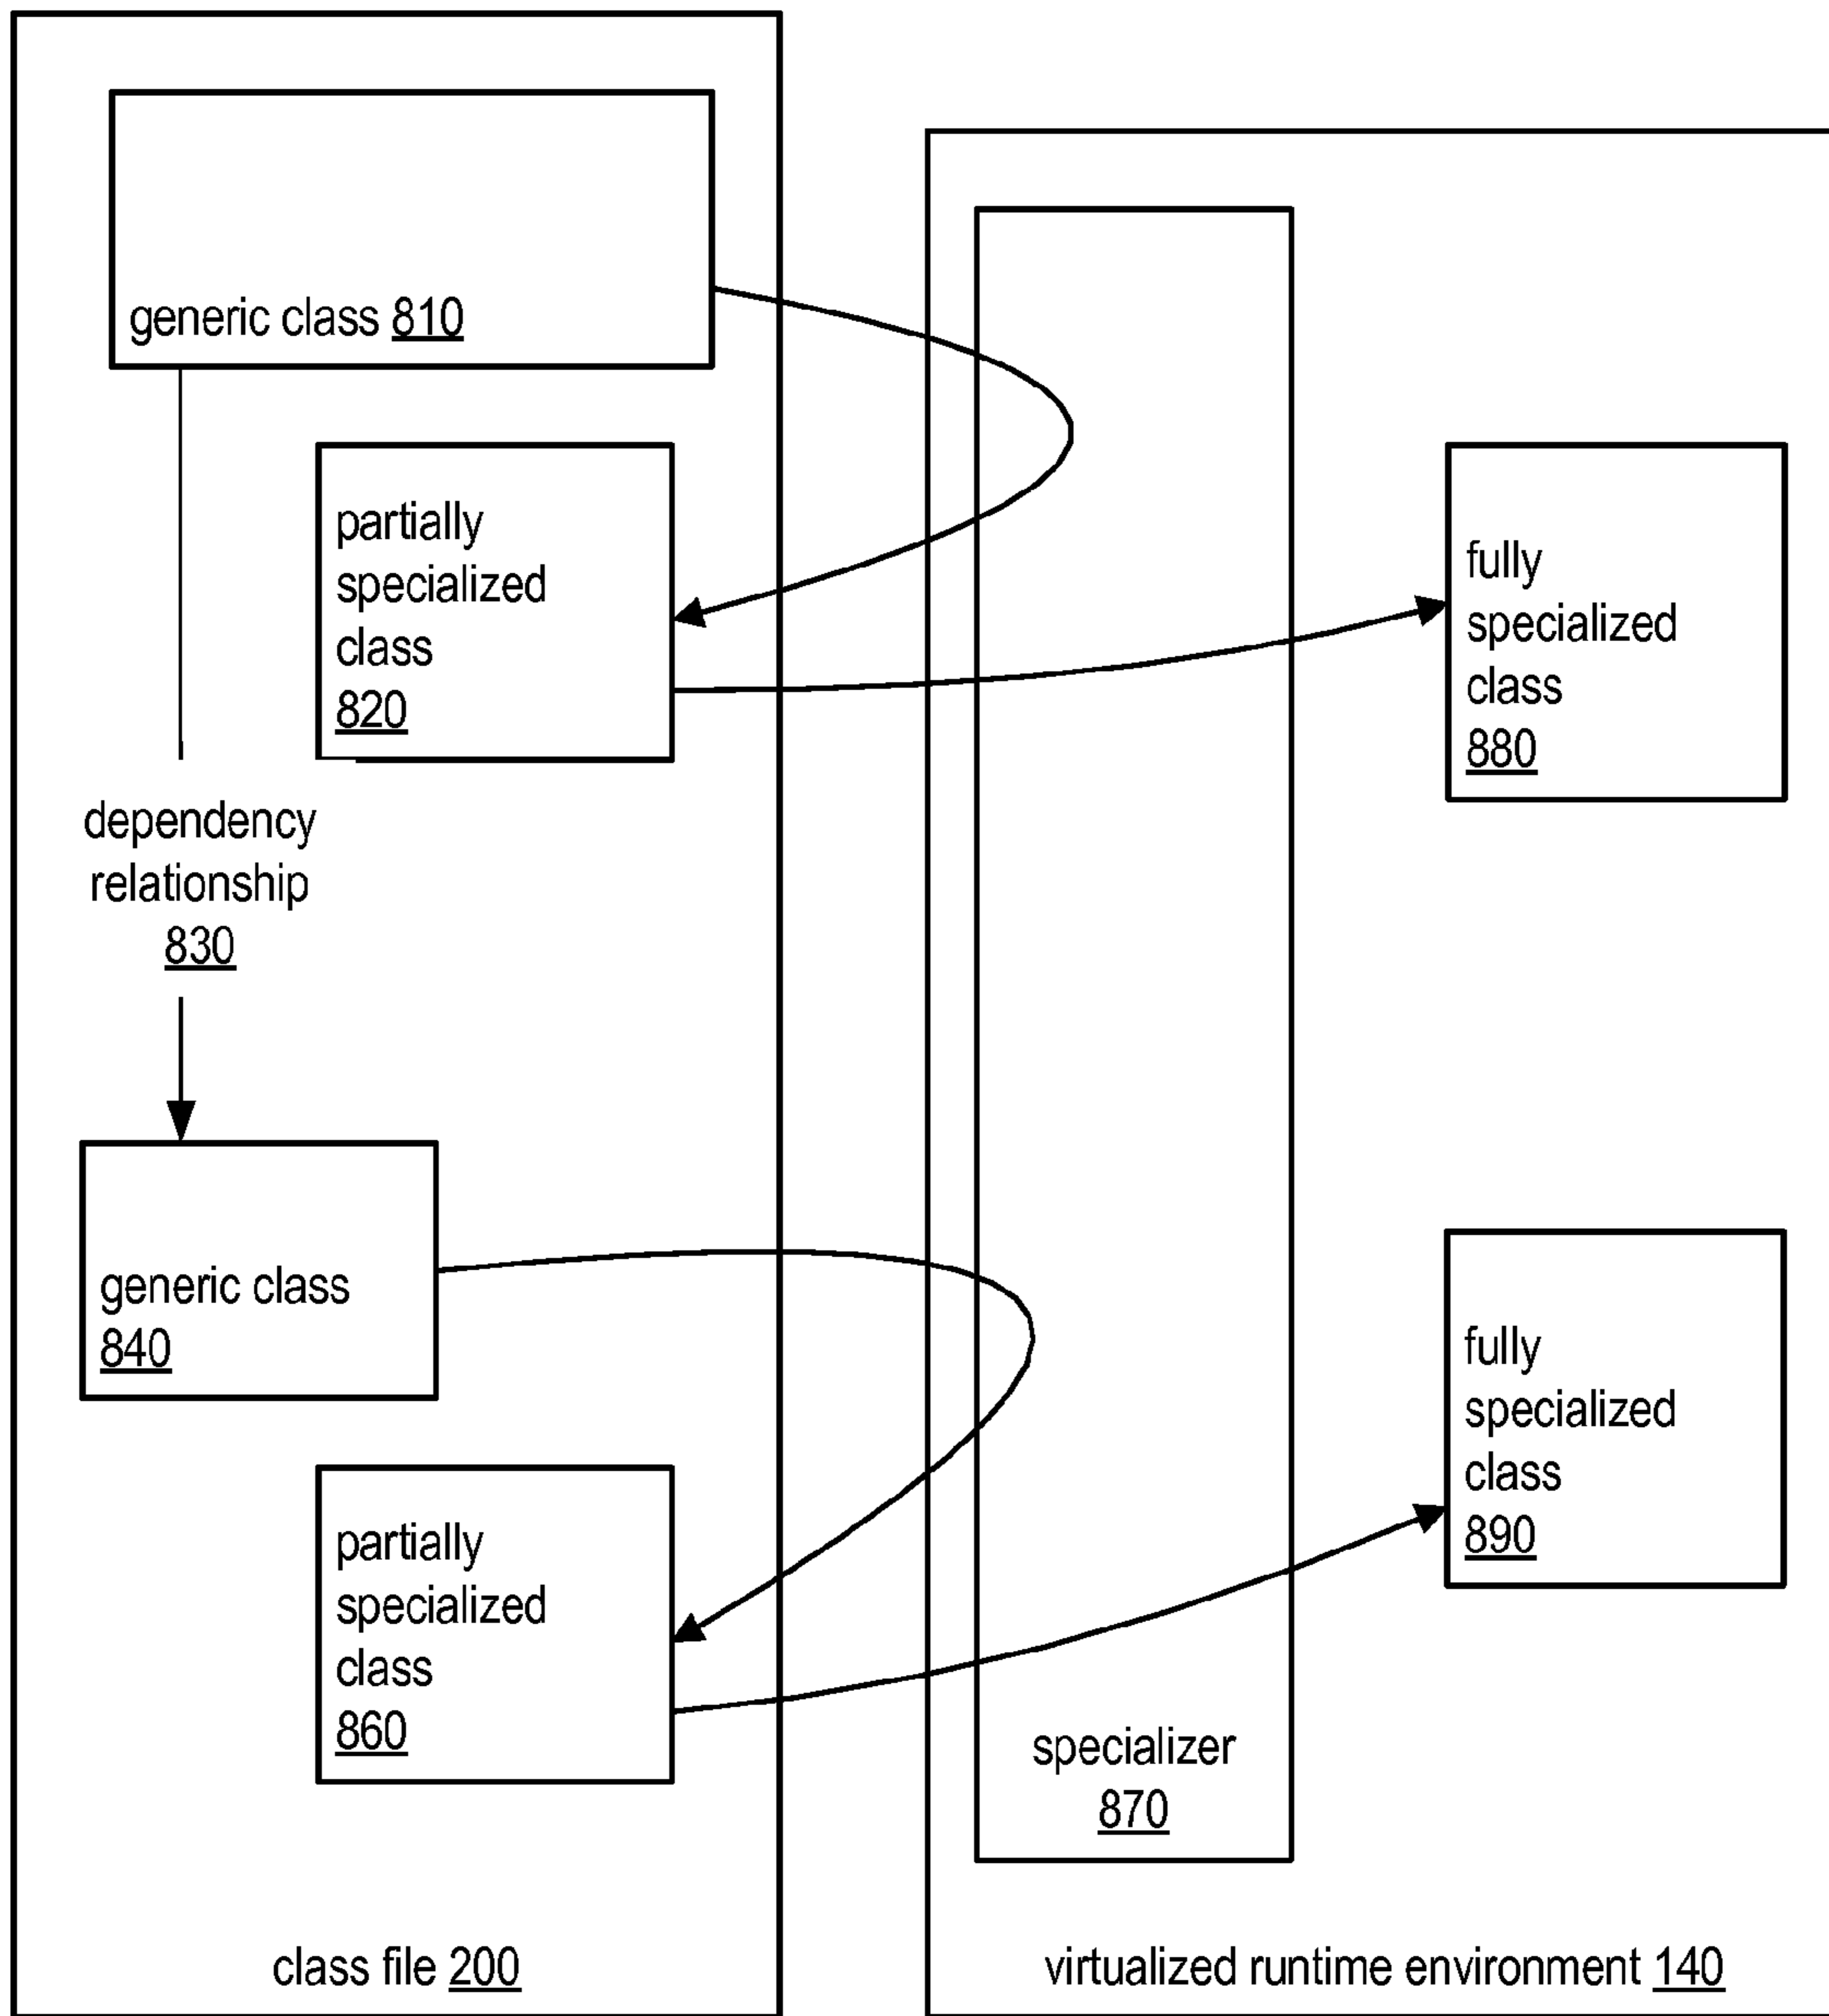 generic class 810
partially
specialized
class
820
fully
specialized
class
880
dependency
relationship
830
generic class
840
fully
specialized
class
890
partially
specialized
class
860
specializer
870
class file 200
virtualized runtime environment 140